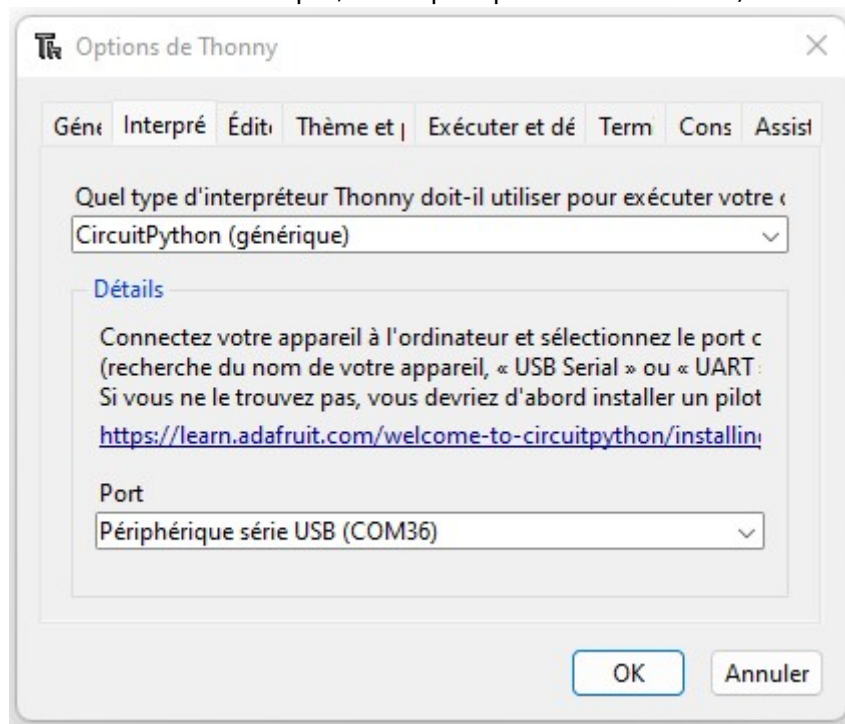 Options de Thonny
Géné Interpré Édite Thème et p Exécuter et dé Term Cons Assist
Quel type d'interpréteur Thonny doit-il utiliser pour exécuter votre c
CircuitPython (générique)
Détails
Connectez votre appareil à l'ordinateur et sélectionnez le port c
(recherche du nom de votre appareil, « USB Serial » ou « UART
Si vous ne le trouvez pas, vous devriez d'abord installer un pilot
https://learn.adafruit.com/welcome-to-circuitpython/installin
Port
Périphérique série USB (COM36)
OK Annuler